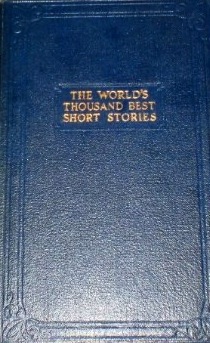 THE WORLD'S
THOUSAND BEST
SHORT STORIES